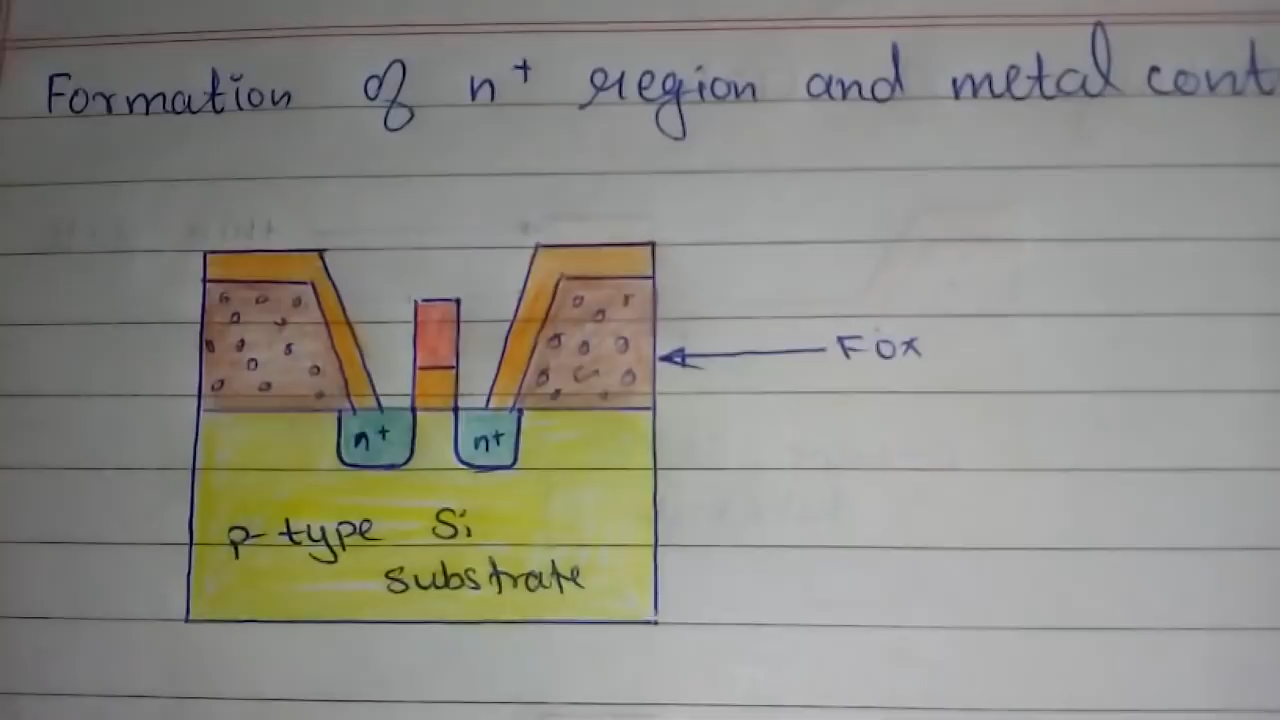 Formation of n+ region and metal cont
FOX
n+
n+
p-type Si
substrate